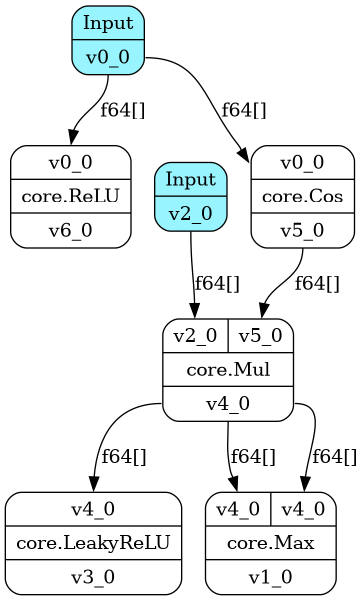 Input
v0_0
f64[]
f64[]
v0_0
core.ReLU
v6_0
v0_0
core.Cos
v5_0
Input
v2_0
f64[]
f64[]
v2_0 v5_0
core.Mul
v4_0
f64[]
f64[]
f64[]
v4_0
core.LeakyReLU
v3_0
v4_0 v4_0
core.Max
v1_0